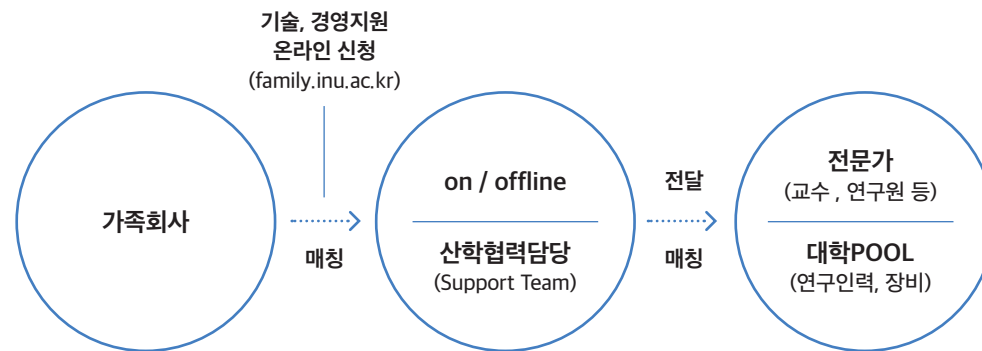 기술, 경영지원
온라인 신청
(family.inu.ac.kr)
가족회사
매칭
on / offline
산학협력담당
(Support Team)
전달
매칭
전문가
(교수 , 연구원 등)
대학POOL
(연구인력, 장비)